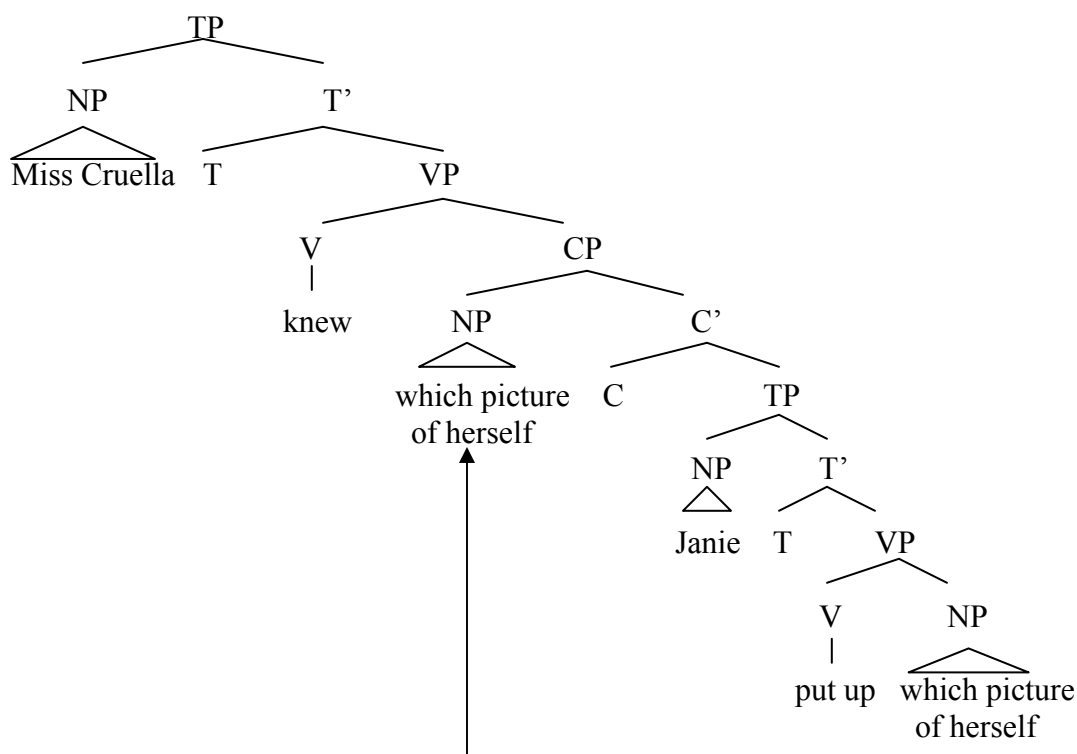 TP
NP T’
Miss Cruella T VP
V CP
knew NP C’
which picture C TP
of herself
NP T’
Janie T VP
V NP
put up which picture
of herself